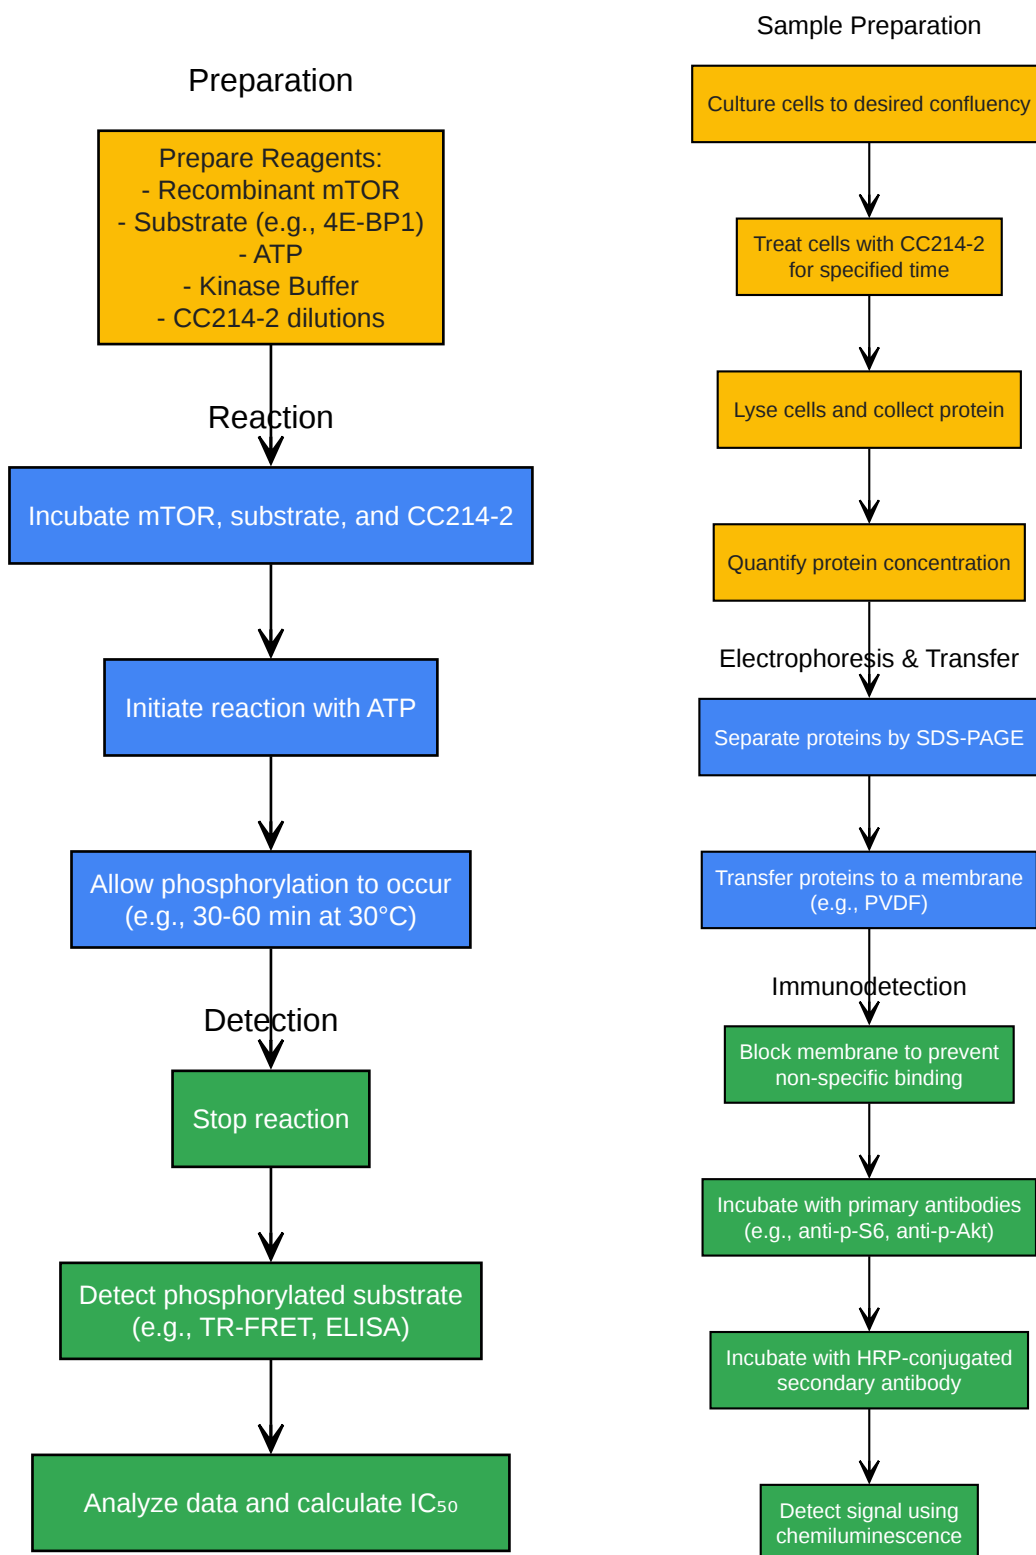 Preparation
Prepare Reagents:
- Recombinant mTOR
- Substrate (e.g., 4E-BP1)
- ATP
- Kinase Buffer
- CC214-2 dilutions
Reaction
Incubate mTOR, substrate, and CC214-2
Initiate reaction with ATP
Allow phosphorylation to occur
(e.g., 30-60 min at 30°C)
Detection
Stop reaction
Detect phosphorylated substrate
(e.g., TR-FRET, ELISA)
Analyze data and calculate IC₅₀
Sample Preparation
Culture cells to desired confluency
Treat cells with CC214-2
for specified time
Lyse cells and collect protein
Quantify protein concentration
Electrophoresis & Transfer
Separate proteins by SDS-PAGE
Transfer proteins to a membrane
(e.g., PVDF)
Immunodetection
Block membrane to prevent
non-specific binding
Incubate with primary antibodies
(e.g., anti-p-S6, anti-p-Akt)
Incubate with HRP-conjugated
secondary antibody
Detect signal using
chemiluminescence